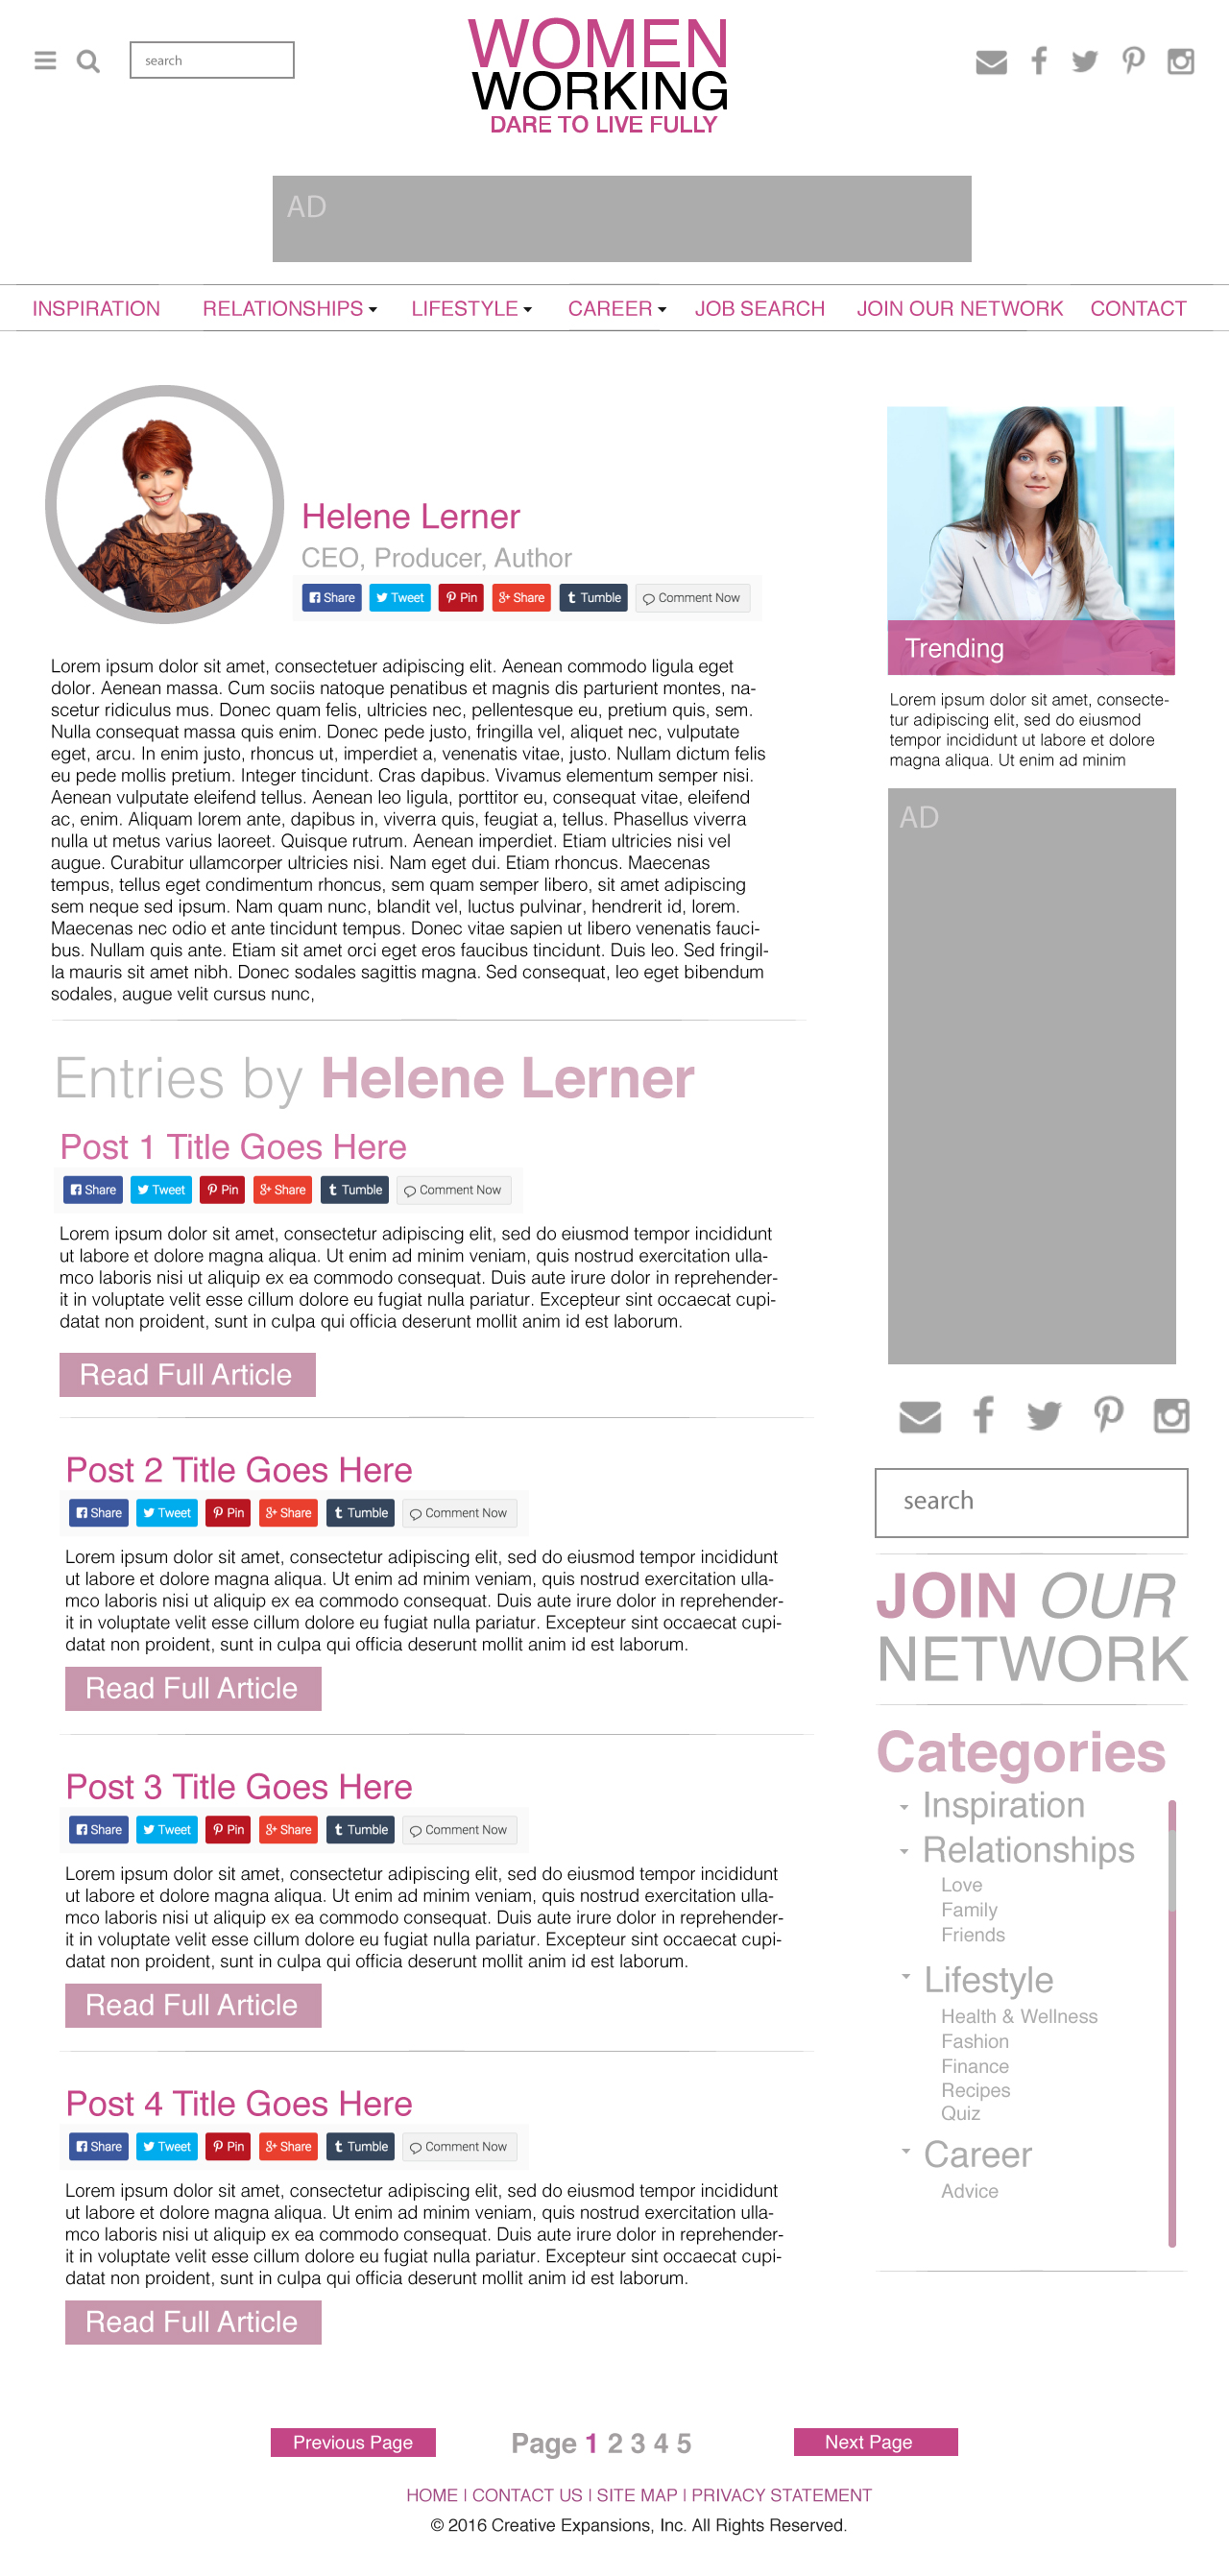 search
WOMEN
WORKING
DARE TO LIVE FULLY
AD
INSPIRATION RELATIONSHIPS LIFESTYLE CAREER JOB SEARCH JOIN OUR NETWORK CONTACT
Helene Lerner
CEO, Producer, Author
Share Tweet Pin Share Tumble Comment Now
Lorem ipsum dolor sit amet, consectetuer adipiscing elit. Aenean commodo ligula eget
dolor. Aenean massa. Cum sociis natoque penatibus et magnis dis parturient montes, na-
scetur ridiculus mus. Donec quam felis, ultricies nec, pellentesque eu, pretium quis, sem.
Nulla consequat massa quis enim. Donec pede justo, fringilla vel, aliquet nec, vulputate
eget, arcu. In enim justo, rhoncus ut, imperdiet a, venenatis vitae, justo. Nullam dictum felis
eu pede mollis pretium. Integer tincidunt. Cras dapibus. Vivamus elementum semper nisi.
Aenean vulputate eleifend tellus. Aenean leo ligula, porttitor eu, consequat vitae, eleifend
ac, enim. Aliquam lorem ante, dapibus in, viverra quis, feugiat a, tellus. Phasellus viverra
nulla ut metus varius laoreet. Quisque rutrum. Aenean imperdiet. Etiam ultricies nisi vel
augue. Curabitur ullamcorper ultricies nisi. Nam eget dui. Etiam rhoncus. Maecenas
tempus, tellus eget condimentum rhoncus, sem quam semper libero, sit amet adipiscing
sem neque sed ipsum. Nam quam nunc, blandit vel, luctus pulvinar, hendrerit id, lorem.
Maecenas nec odio et ante tincidunt tempus. Donec vitae sapien ut libero venenatis fauci-
bus. Nullam quis ante. Etiam sit amet orci eget eros faucibus tincidunt. Duis leo. Sed fringil-
la mauris sit amet nibh. Donec sodales sagittis magna. Sed consequat, leo eget bibendum
sodales, augue velit cursus nunc,
Entries by Helene Lerner
Post 1 Title Goes Here
Share Tweet Pin Share Tumble Comment Now
Lorem ipsum dolor sit amet, consectetur adipiscing elit, sed do eiusmod tempor incididunt
ut labore et dolore magna aliqua. Ut enim ad minim veniam, quis nostrud exercitation ulla-
mco laboris nisi ut aliquip ex ea commodo consequat. Duis aute irure dolor in reprehender-
it in voluptate velit esse cillum dolore eu fugiat nulla pariatur. Excepteur sint occaecat cupi-
datat non proident, sunt in culpa qui officia deserunt mollit anim id est laborum.
Read Full Article
Post 2 Title Goes Here
Share Tweet Pin Share Tumble Comment Now
Lorem ipsum dolor sit amet, consectetur adipiscing elit, sed do eiusmod tempor incididunt
ut labore et dolore magna aliqua. Ut enim ad minim veniam, quis nostrud exercitation ulla-
mco laboris nisi ut aliquip ex ea commodo consequat. Duis aute irure dolor in reprehender-
it in voluptate velit esse cillum dolore eu fugiat nulla pariatur. Excepteur sint occaecat cupi-
datat non proident, sunt in culpa qui officia deserunt mollit anim id est laborum.
Read Full Article
Post 3 Title Goes Here
Share Tweet Pin Share Tumble Comment Now
Lorem ipsum dolor sit amet, consectetur adipiscing elit, sed do eiusmod tempor incididunt
ut labore et dolore magna aliqua. Ut enim ad minim veniam, quis nostrud exercitation ulla-
mco laboris nisi ut aliquip ex ea commodo consequat. Duis aute irure dolor in reprehender-
it in voluptate velit esse cillum dolore eu fugiat nulla pariatur. Excepteur sint occaecat cupi-
datat non proident, sunt in culpa qui officia deserunt mollit anim id est laborum.
Read Full Article
Post 4 Title Goes Here
Share Tweet Pin Share Tumble Comment Now
Lorem ipsum dolor sit amet, consectetur adipiscing elit, sed do eiusmod tempor incididunt
ut labore et dolore magna aliqua. Ut enim ad minim veniam, quis nostrud exercitation ulla-
mco laboris nisi ut aliquip ex ea commodo consequat. Duis aute irure dolor in reprehender-
it in voluptate velit esse cillum dolore eu fugiat nulla pariatur. Excepteur sint occaecat cupi-
datat non proident, sunt in culpa qui officia deserunt mollit anim id est laborum.
Read Full Article
Trending
Lorem ipsum dolor sit amet, consecte-
tur adipiscing elit, sed do eiusmod
tempor incididunt ut labore et dolore
magna aliqua. Ut enim ad minim
AD
search
JOIN OUR
NETWORK
Categories
Inspiration
Relationships
Love
Family
Friends
Lifestyle
Health & Wellness
Fashion
Finance
Recipes
Quiz
Career
Advice
Previous Page Page 1 2 3 4 5 Next Page
HOME | CONTACT US | SITE MAP | PRIVACY STATEMENT
© 2016 Creative Expansions, Inc. All Rights Reserved.